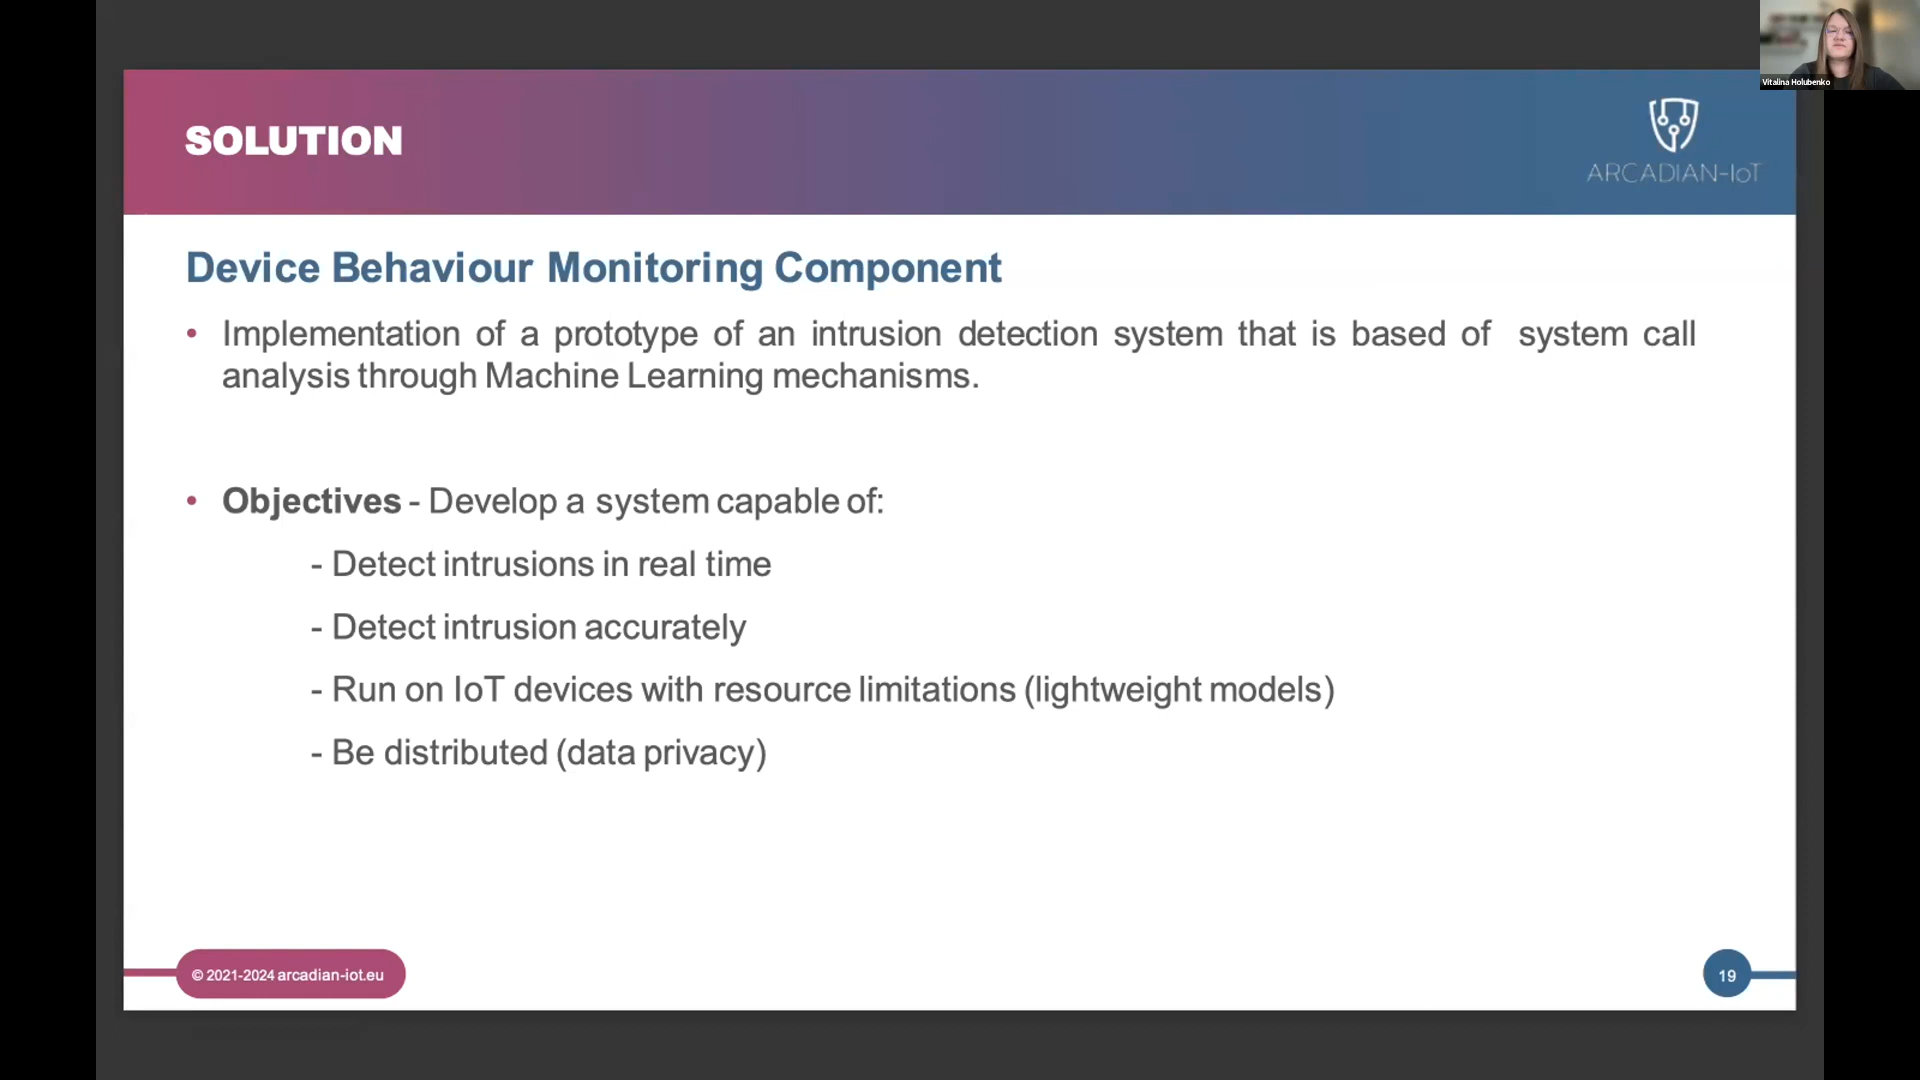 Vitalina Holubenko
SOLUTION
ARCADIAN-IoT
Device Behaviour Monitoring Component
• Implementation of a prototype of an intrusion detection system that is based of system call
analysis through Machine Learning mechanisms.
• Objectives - Develop a system capable of:
- Detect intrusions in real time
- Detect intrusion accurately
- Run on IoT devices with resource limitations (lightweight models)
- Be distributed (data privacy)
© 2021-2024 arcadian-iot.eu
19